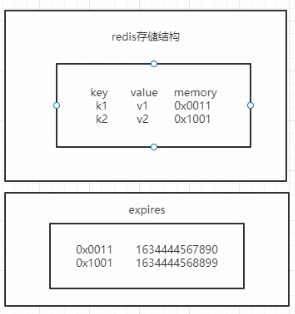 redis存储结构
key value memory
k1 v1 0x0011
k2 v2 0x1001
expires
0x0011 1634444567890
0x1001 1634444568899